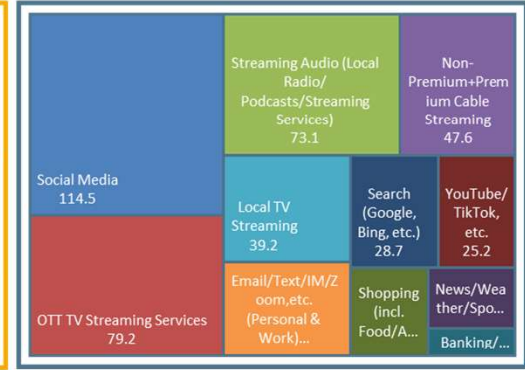 Social Media
114.5
OTT TV Streaming Services
79.2
Streaming Audio (Local
Radio/
Podcasts/Streaming
Services)
73.1
Non-
Premium+Prem
ium Cable
Streaming
47.6
Local TV
Streaming
39.2
Search
(Google,
Bing, etc.)
28.7
YouTube/
TikTok,
etc.
25.2
Email/Text/IM/Z
oom,etc.
(Personal &
Work)...
Shopping
(incl.
Food/A...
News/Wea
ther/Spo...
Banking/...